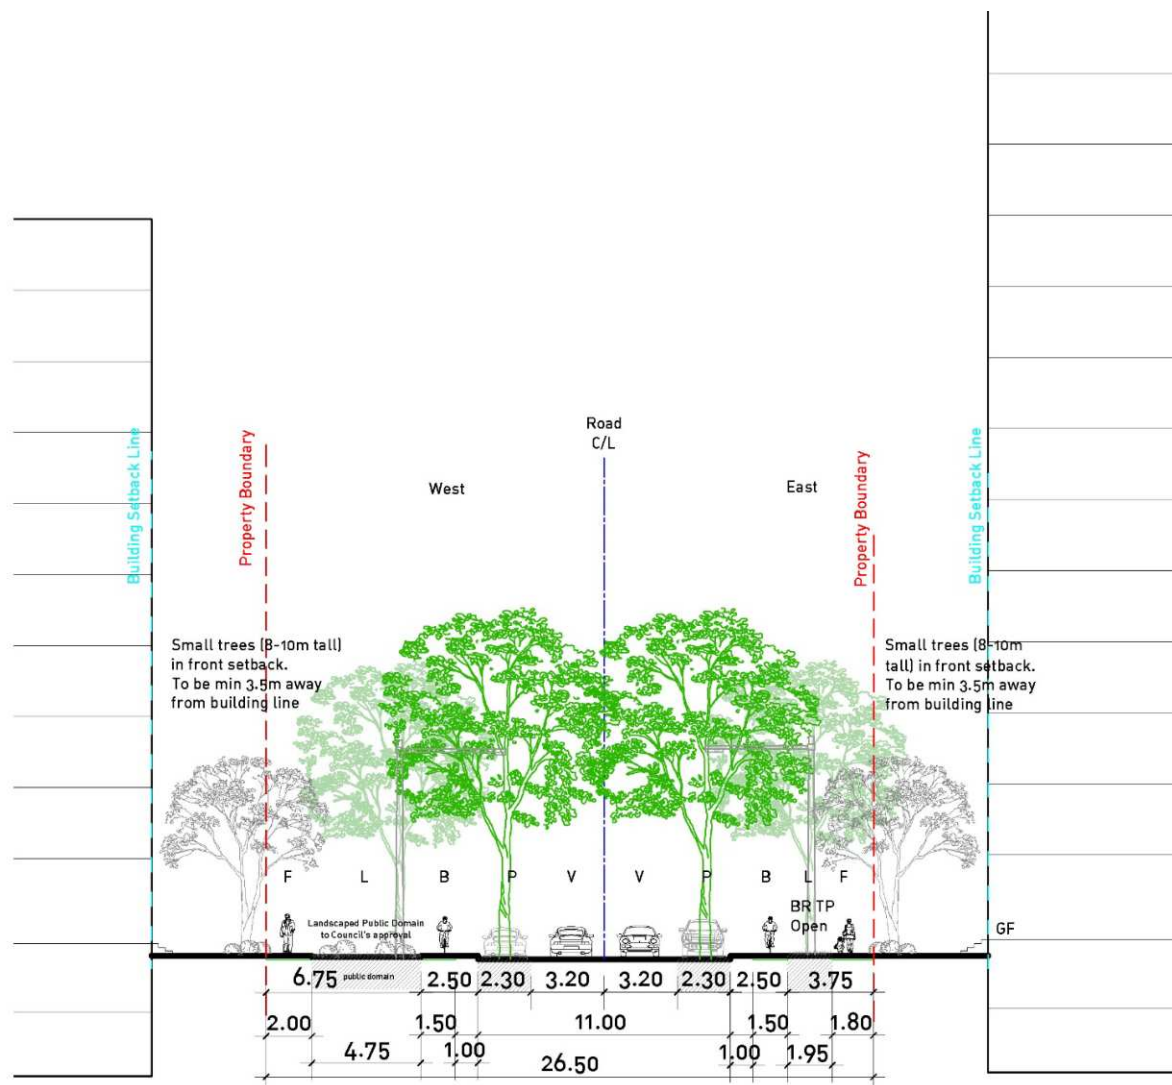 Road
C/L
West
East
Building Setback Line
Property Boundary
Property Boundary
Building Setback Line
Small trees (8-10m tall)
in front setback.
To be min 3.5m away
from building line
Small trees (8-10m
tall) in front setback.
To be min 3.5m away
from building line
F L B P V V P B L F
BR TP
Open
Landscaped Public Domain
to Council's approval
GF
6.75 public domain 2.50 2.30 3.20 3.20 2.30 2.50 3.75
2.00 1.50 11.00 1.50 1.80
4.75 1.00 26.50 1.00 1.95